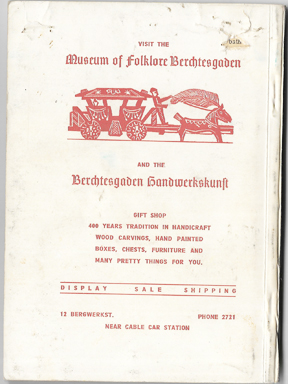 VISIT THE
Museum of Folklore Berchtesgaden
AND THE
Berchtesgaden Handwerkskunst
GIFT SHOP
400 YEARS TRADITION IN HANDICRAFT
WOOD CARVINGS, HAND PAINTED
BOXES, CHESTS, FURNITURE AND
MANY PRETTY THINGS FOR YOU.
DISPLAY SALE SHIPPING
12 BERGWERKST. PHONE 2721
NEAR CABLE CAR STATION